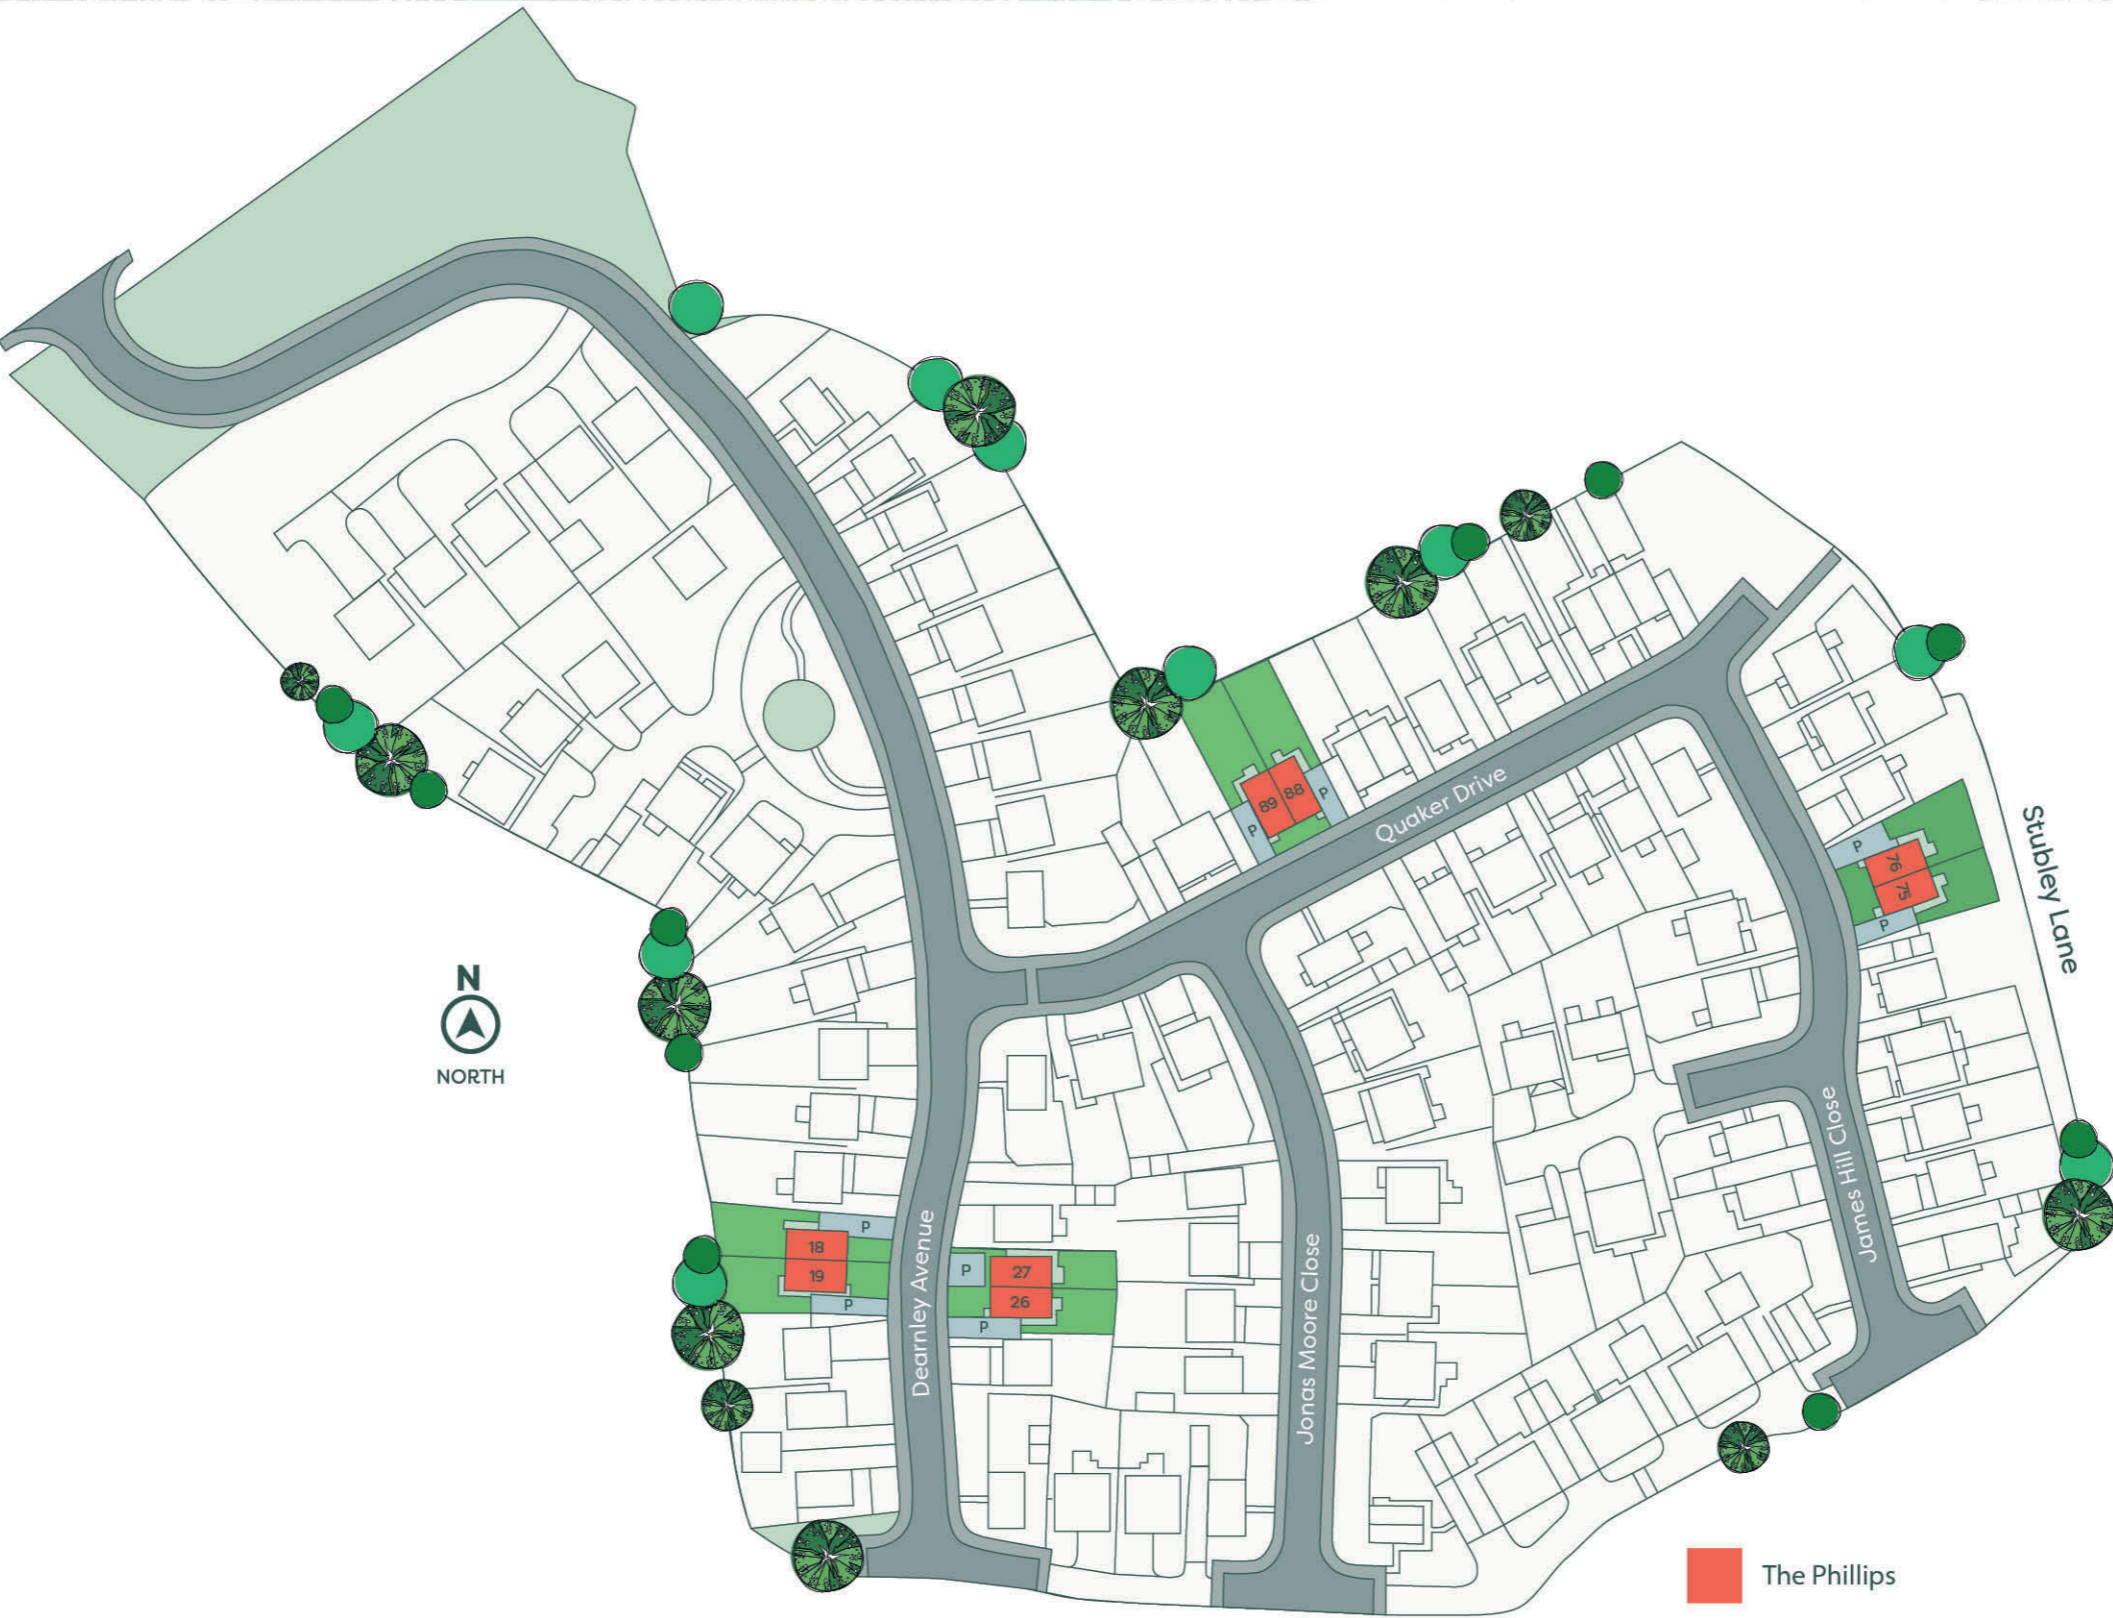 89
88
P
P
Quaker Drive
Stubley Lane
P
76
75
P
N
NORTH
James Hill Close
18
19
P
P
Dearnley Avenue
P
27
26
P
Jonas Moore Close
The Phillips